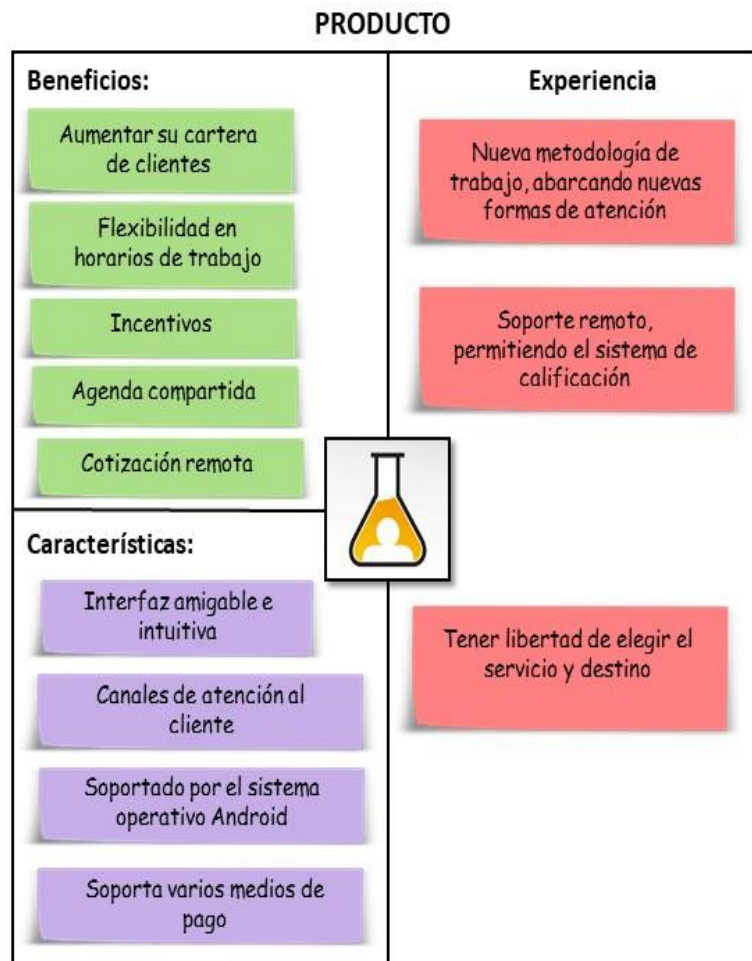 PRODUCTO
Beneficios:
Aumentar su cartera
de clientes
Flexibilidad en
horarios de trabajo
Incentivos
Agenda compartida
Cotización remota
Características:
Interfaz amigable e
intuitiva
Canales de atención al
cliente
Soportado por el sistema
operativo Android
Soporta varios medios de
pago
Experiencia
Nueva metodología de
trabajo, abarcando nuevas
formas de atención
Soporte remoto,
permitiendo el sistema de
calificación
Tener libertad de elegir el
servicio y destino